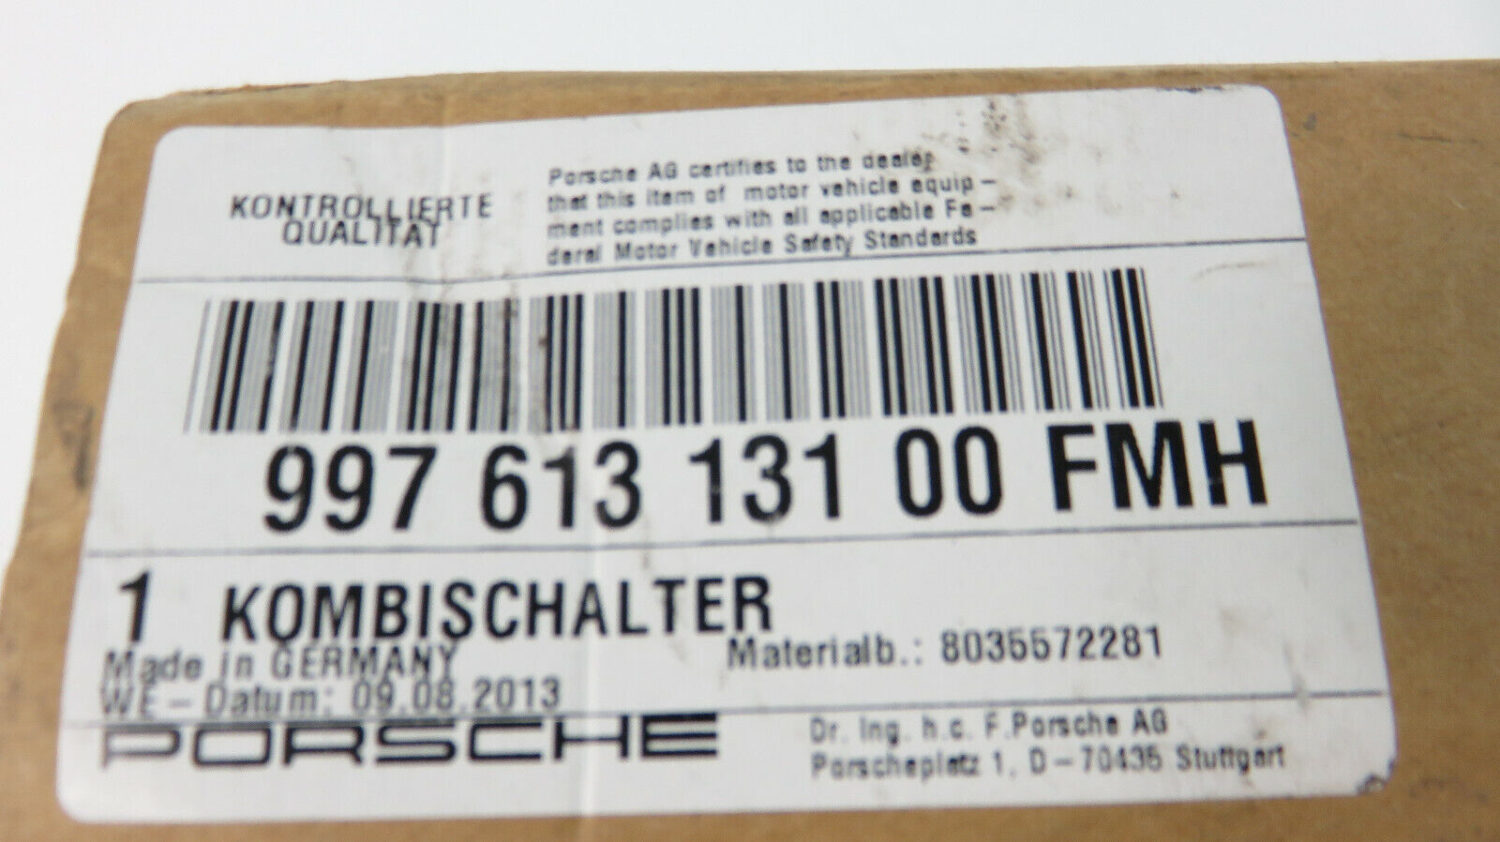 KONTROLLIERTE
QUALITÄT
Porsche AG certifies to the dealer
that this item of motor vehicle equip-
ment complies with all applicable Fe-
deral Motor Vehicle Safety Standards
997 613 131 00 FMH
1 KOMBISCHALTER
Made in GERMANY
Materialb.: 8035572281
WE-Datum: 09.08.2013
PORSCHE
Dr. Ing. h.c. F.Porsche AG
Porscheplatz 1, D-70435 Stuttgart